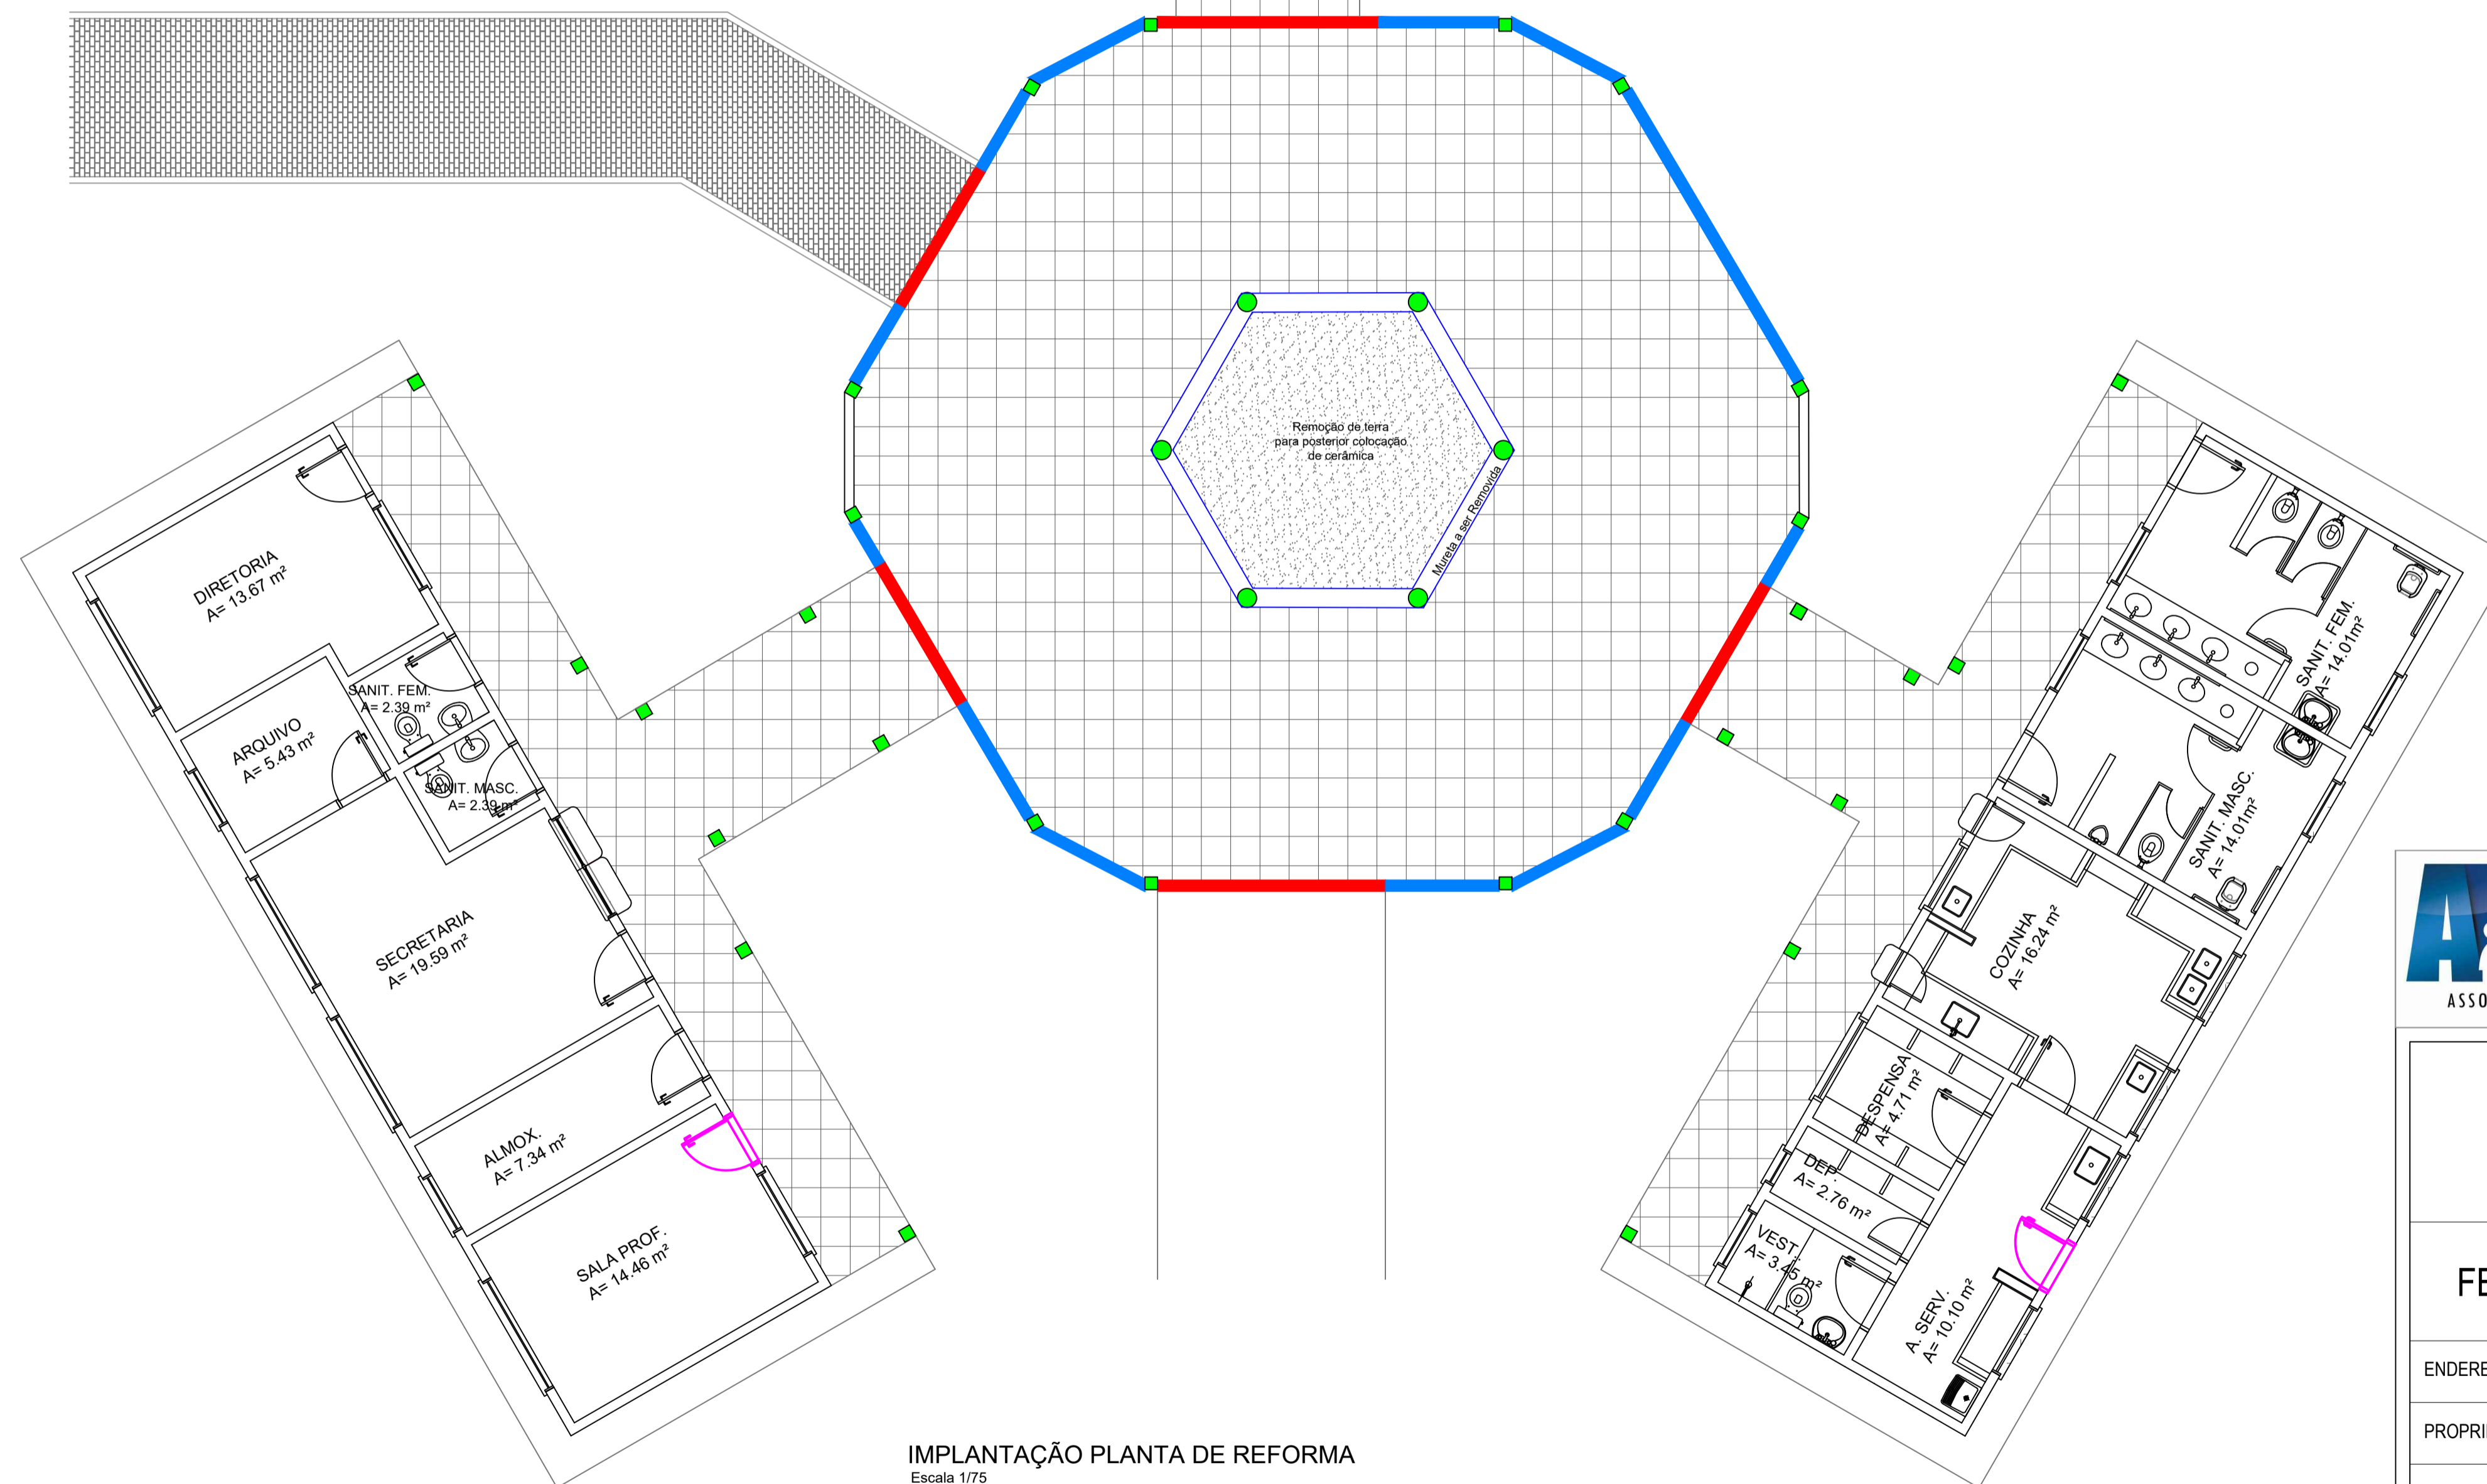 Remoção de terra
para posterior colocação
de cerâmica
Mureta a ser Removida
DIRETORIA
A= 13.67 m²
SANIT. FEM.
A= 2.39 m²
ARQUIVO
A= 5.43 m²
SANIT. MASC.
A= 2.39 m²
SECRETARIA
A= 19.59 m²
ALMOX.
A= 7.34 m²
SALA PROF.
A= 14.46 m²
SANIT. FEM.
A= 14.01m²
SANIT. MASC.
A= 14.01m²
COZINHA
A= 16.24 m²
DESPENSA
A= 4.71 m²
DEP.
A= 2.76 m²
VEST.
A= 3.45 m²
A. SERV.
A= 10.10 m²
ASSO
FE
ENDERE
PROPRI
IMPLANTAÇÃO PLANTA DE REFORMA
Escala 1/75